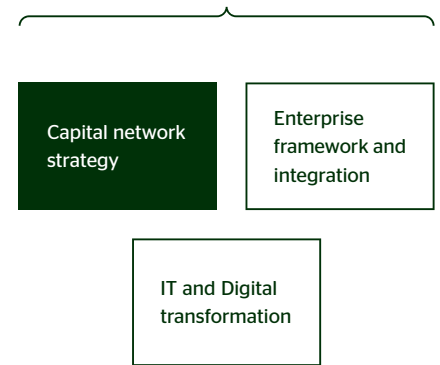 Capital network
strategy
Enterprise
framework and
integration
IT and Digital
transformation